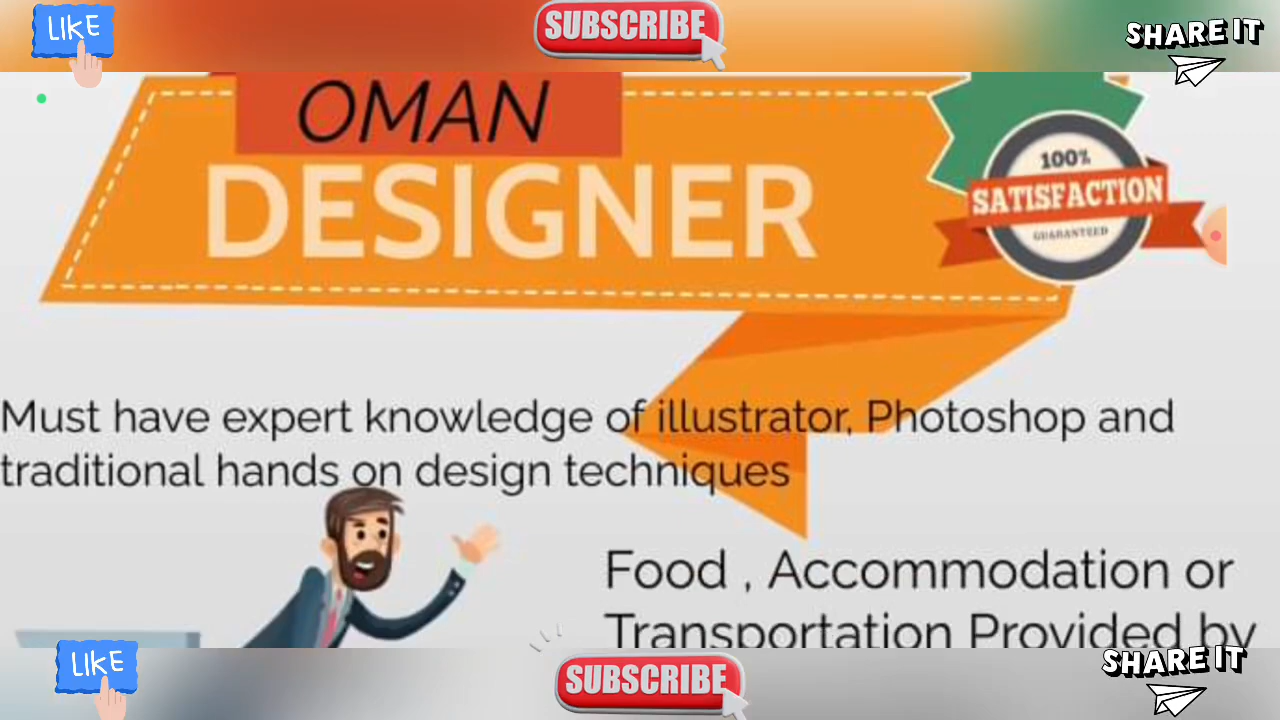 LIKE
SUBSCRIBE
SHARE IT
OMAN
DESIGNER
100%
SATISFACTION
GUARANTEED
Must have expert knowledge of illustrator, Photoshop and
traditional hands on design techniques
Food , Accommodation or
Transportation Provided by
LIKE
SUBSCRIBE
SHARE IT